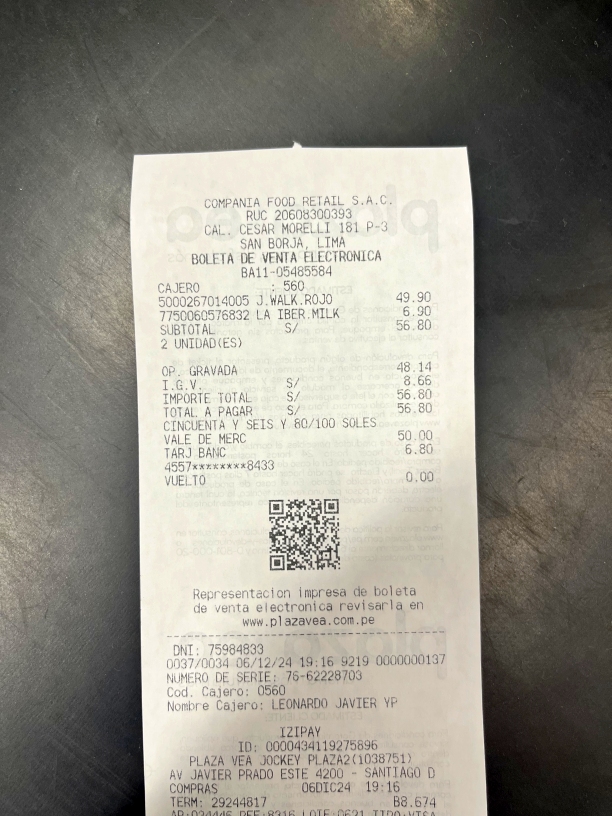 COMPANIA FOOD RETAIL S.A.C.
RUC 20608300393
CAL. CESAR MORELLI 181 P-3
SAN BORJA, LIMA
BOLETA DE VENTA ELECTRONICA
BA11-05485584
CAJERO : 560
5000267014005 J.WALK.ROJO 49.90
7750060576832 LA IBER.MILK 6.90
SUBTOTAL S/ 56.80
2 UNIDAD(ES)
OP. GRAVADA 48.14
I.G.V. S/ 8.66
IMPORTE TOTAL S/ 56.80
TOTAL A PAGAR S/ 56.80
CINCUENTA Y SEIS Y 80/100 SOLES
VALE DE MERC 50.00
TARJ BANC 6.80
4557********8433
VUELTO 0.00
Representacion impresa de boleta
de venta electronica revisarla en
www.plazavea.com.pe
DNI: 75984833
0037/0034 06/12/24 19:16 9219 0000000137
NUMERO DE SERIE: 76-62228703
Cod. Cajero: 0560
Nombre Cajero: LEONARDO JAVIER YP
IZIPAY
ID: 0000434119275896
PLAZA VEA JOCKEY PLAZA2(1038751)
AV JAVIER PRADO ESTE 4200 - SANTIAGO D
COMPRAS 06DIC24 19:16
TERM: 29244817 B8.674